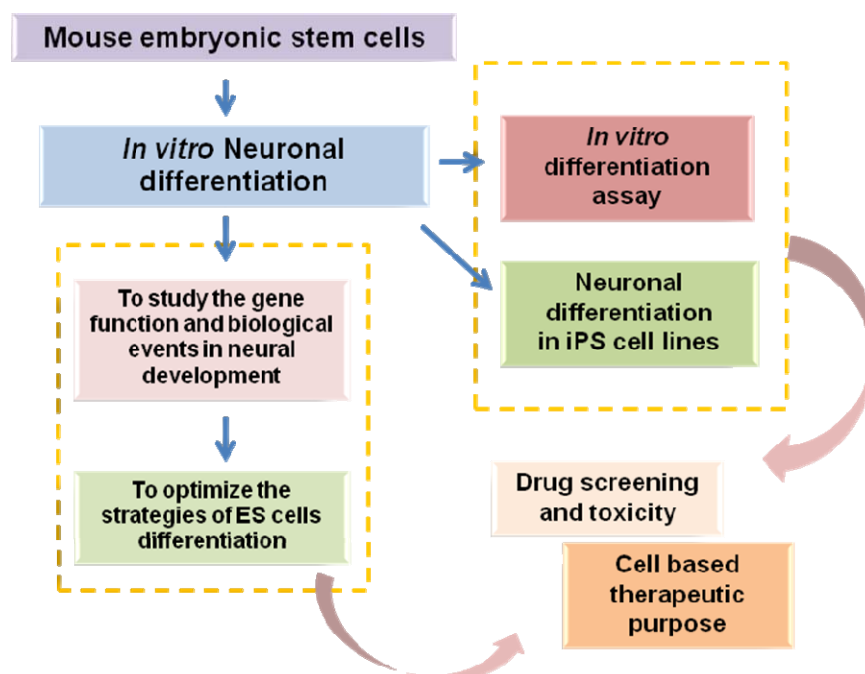 Mouse embryonic stem cells
In vitro Neuronal
differentiation
In vitro
differentiation
assay
Neuronal
differentiation
in iPS cell lines
To study the gene
function and biological
events in neural
development
To optimize the
strategies of ES cells
differentiation
Drug screening
and toxicity
Cell based
therapeutic
purpose